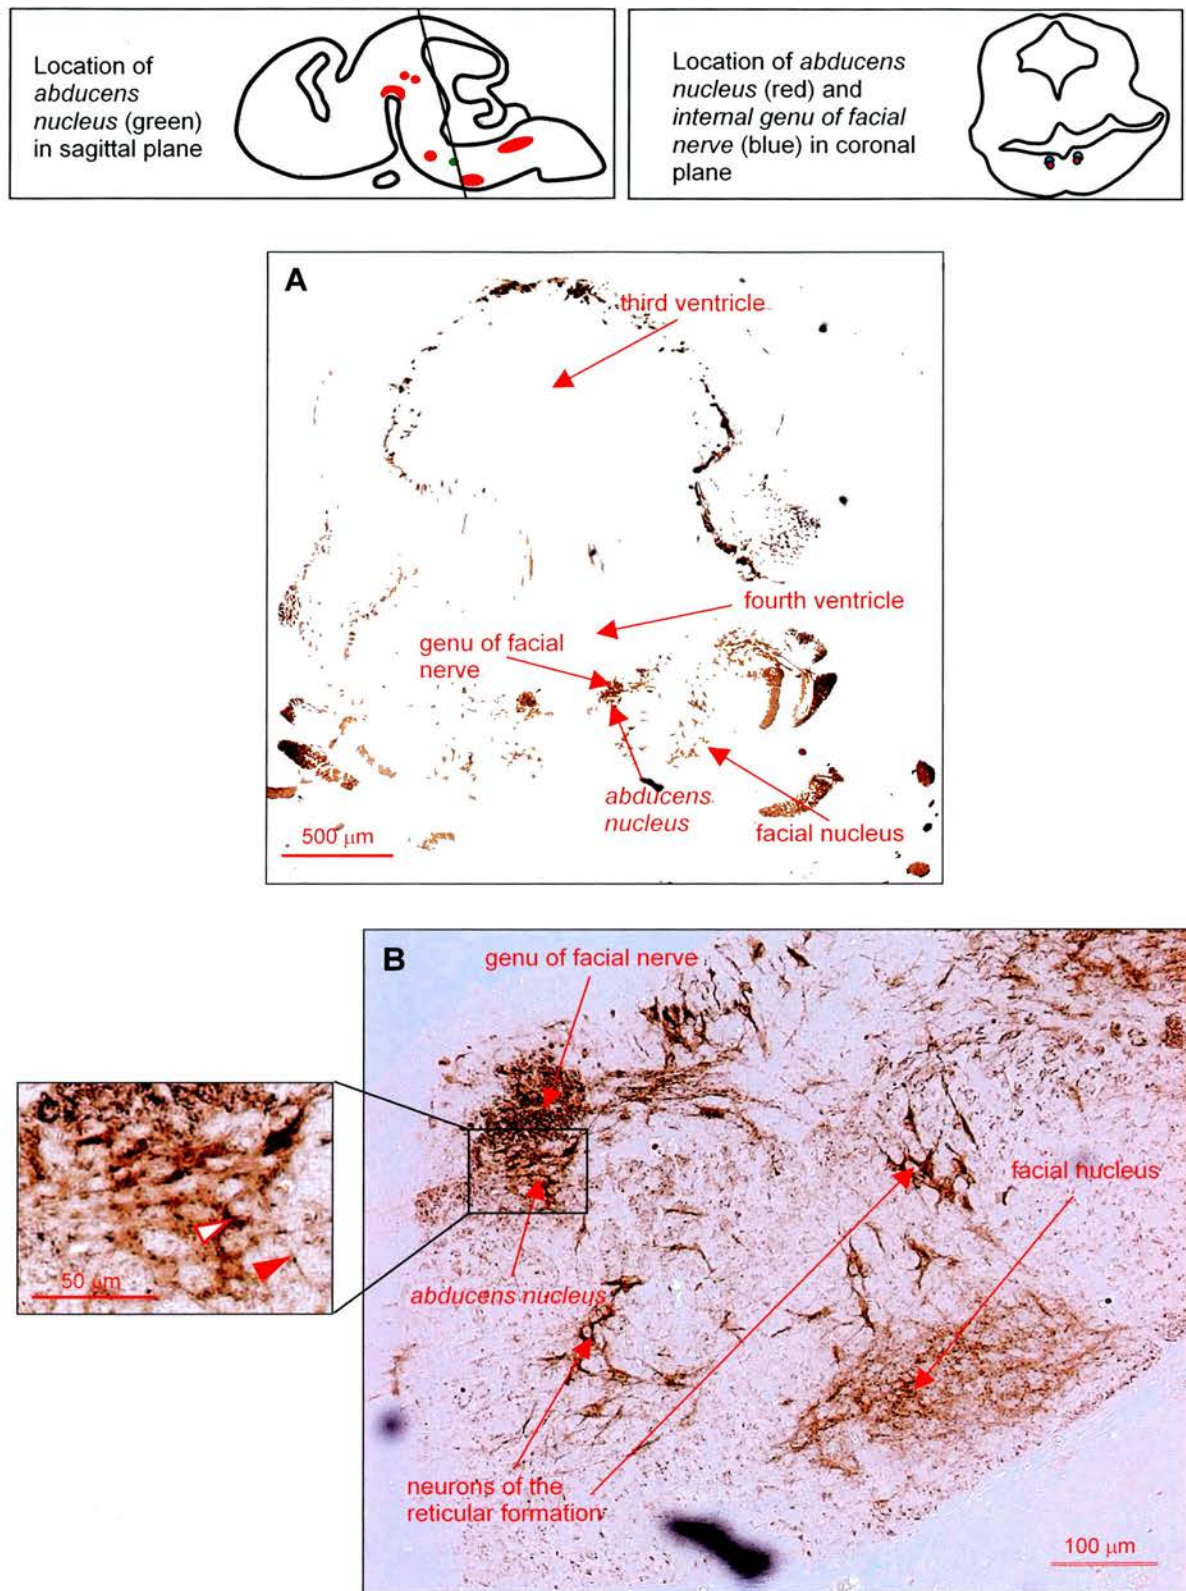 Location of
abducens
nucleus (green)
in sagittal plane
Location of abducens
nucleus (red) and
internal genu of facial
nerve (blue) in coronal
plane
A
third ventricle
fourth ventricle
genu of facial
nerve
abducens
nucleus
facial nucleus
500 μm
B
genu of facial nerve
facial nucleus
abducens nucleus
neurons of the
reticular formation
100 μm
C
50 μm